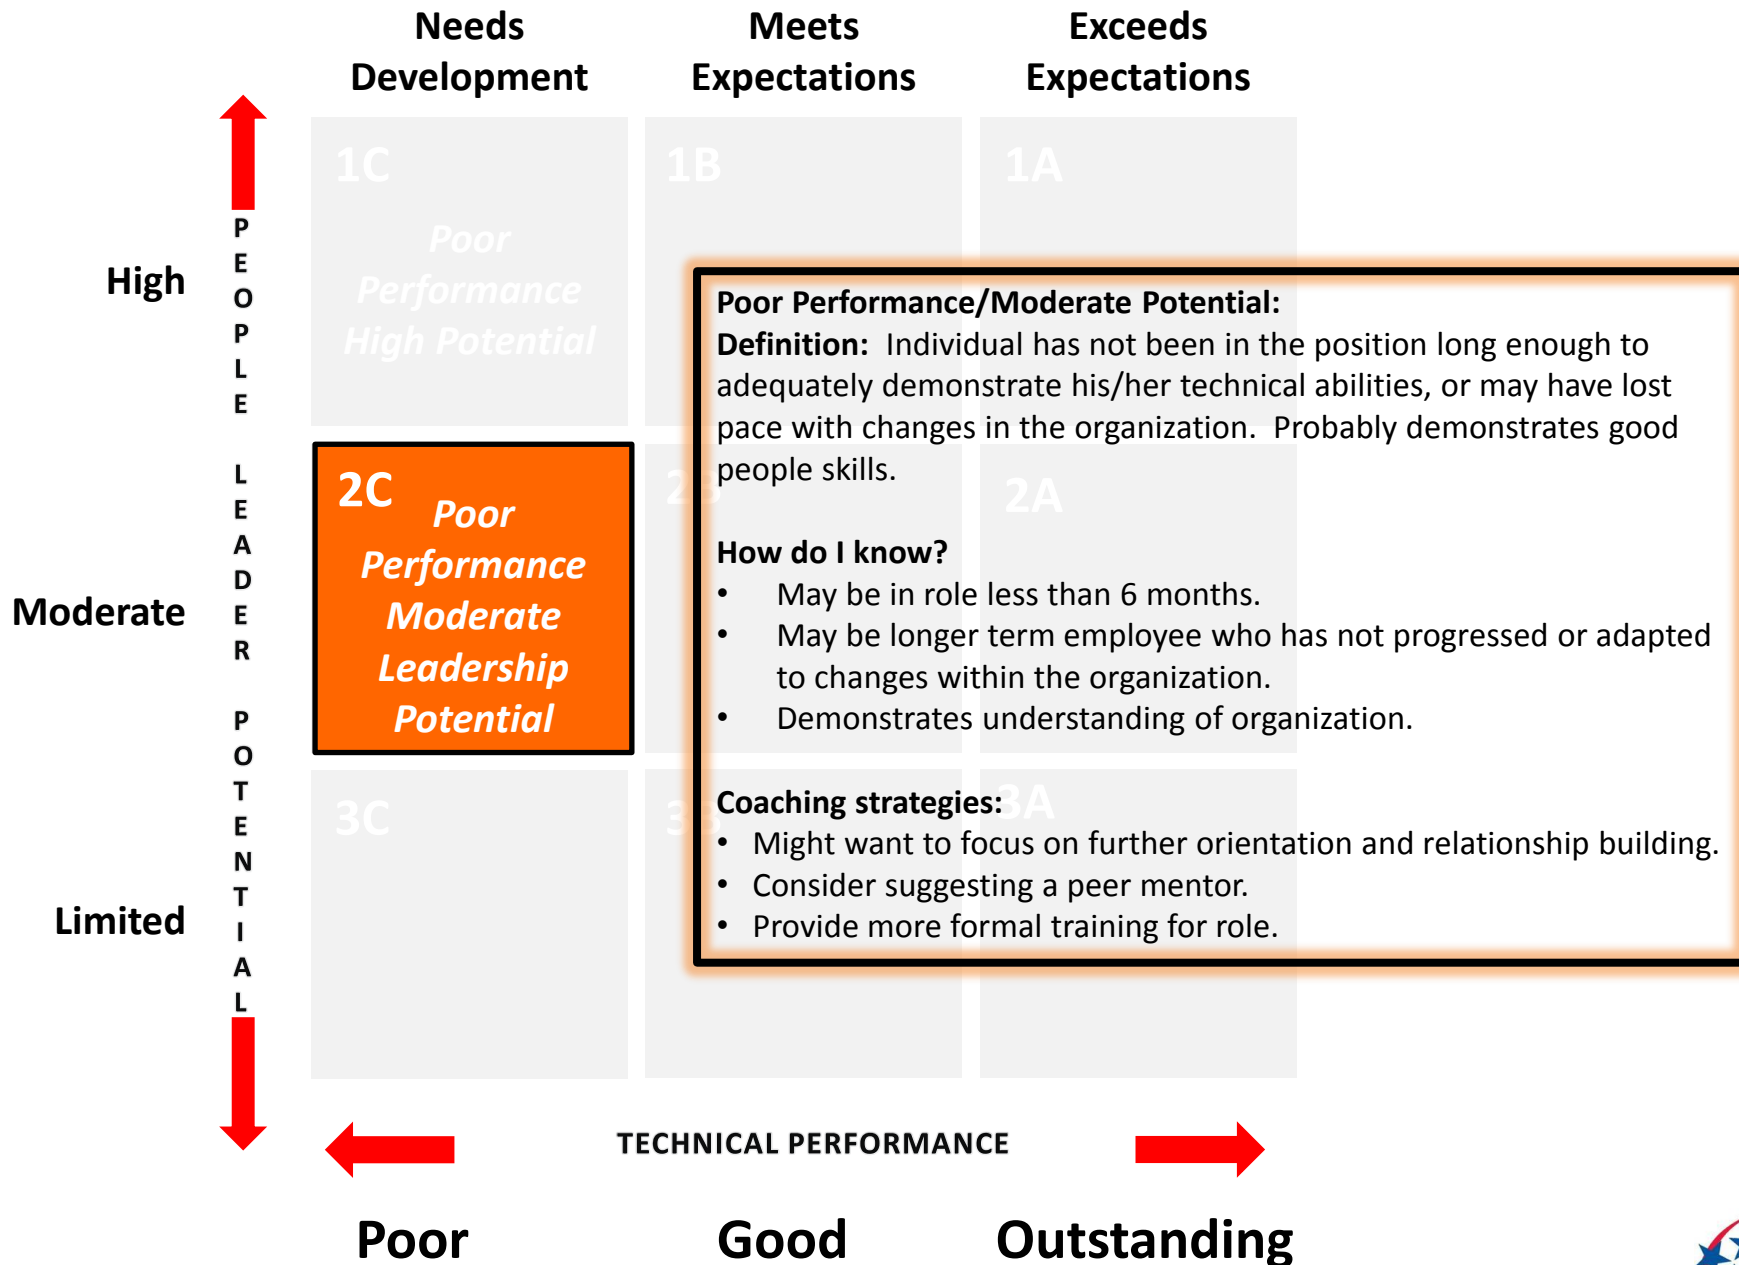 Needs
Development
Meets
Expectations
Exceeds
Expectations
1C
Poor
Performance
High Potential
1B
1A
High
Moderate
Limited
PEOPLE LEADER POTENTIAL
2C
Poor
Performance
Moderate
Leadership
Potential
2B
2A
3C
3B
3A
Poor Performance/Moderate Potential:
Definition: Individual has not been in the position long enough to
adequately demonstrate his/her technical abilities, or may have lost
pace with changes in the organization. Probably demonstrates good
people skills.
How do I know?
• May be in role less than 6 months.
• May be longer term employee who has not progressed or adapted
to changes within the organization.
• Demonstrates understanding of organization.
Coaching strategies:
• Might want to focus on further orientation and relationship building.
• Consider suggesting a peer mentor.
• Provide more formal training for role.
TECHNICAL PERFORMANCE
Poor
Good
Outstanding